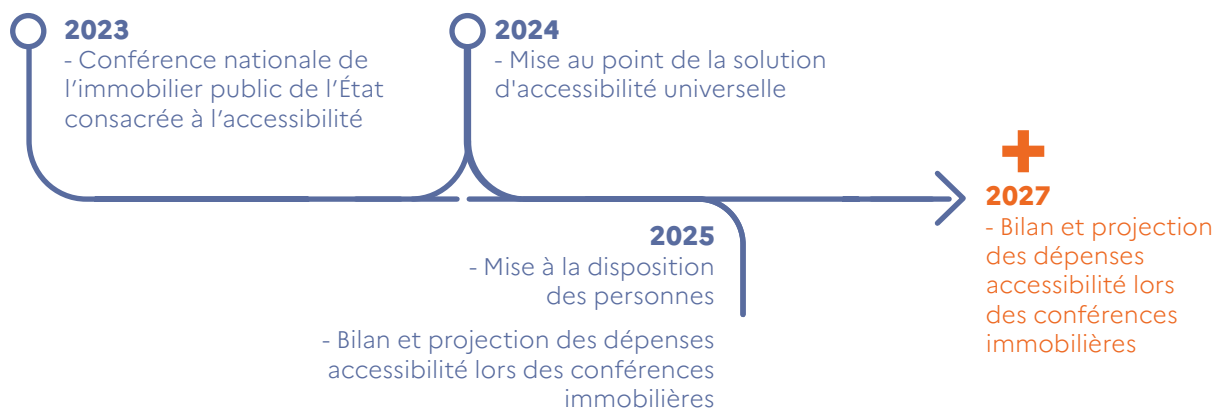 2023
- Conférence nationale de
l'immobilier public de l'État
consacrée à l'accessibilité
2024
- Mise au point de la solution
d'accessibilité universelle
2025
- Mise à la disposition
des personnes
- Bilan et projection des dépenses
accessibilité lors des conférences
immobilières
2027
- Bilan et projection
des dépenses
accessibilité lors
des conférences
immobilières